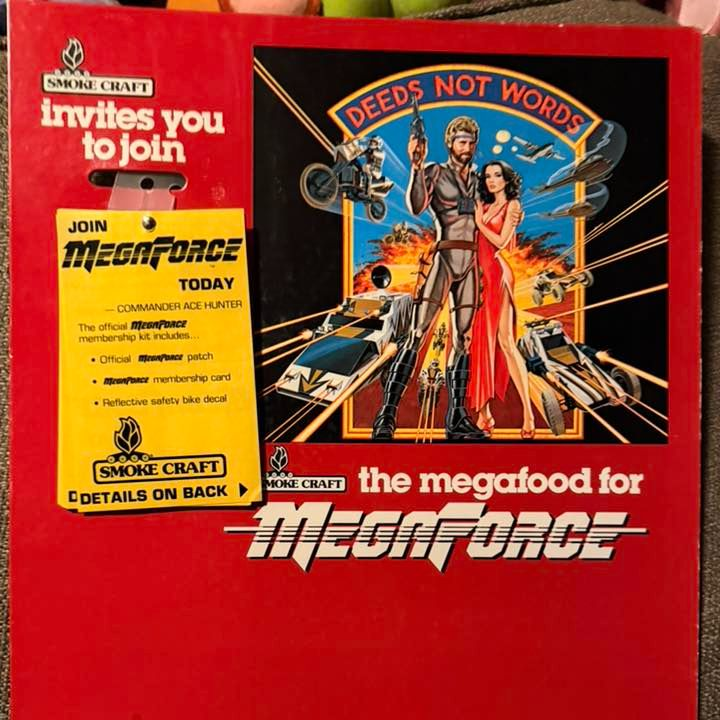 SMOKE CRAFT
invites you
to join
DEEDS NOT WORDS
JOIN
MEGAFORCE
TODAY
— COMMANDER ACE HUNTER
The official MEGAFORCE
membership kit includes...
• Official MEGAFORCE patch
• MEGAFORCE membership card
• Reflective safety bike decal
SMOKE CRAFT
DETAILS ON BACK
MOKE CRAFT
the megafood for
MEGAFORCE